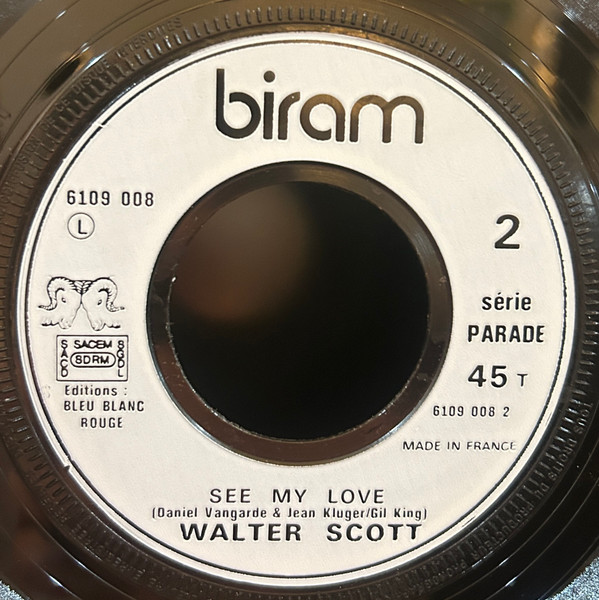 biram
6109 008
L
2
série
PARADE
45 T
6109 008 2
MADE IN FRANCE
SACEM
SACD
SDRM
SGDL
Editions :
BLEU BLANC
ROUGE
SEE MY LOVE
(Daniel Vangarde & Jean Kluger/Gil King)
WALTER SCOTT